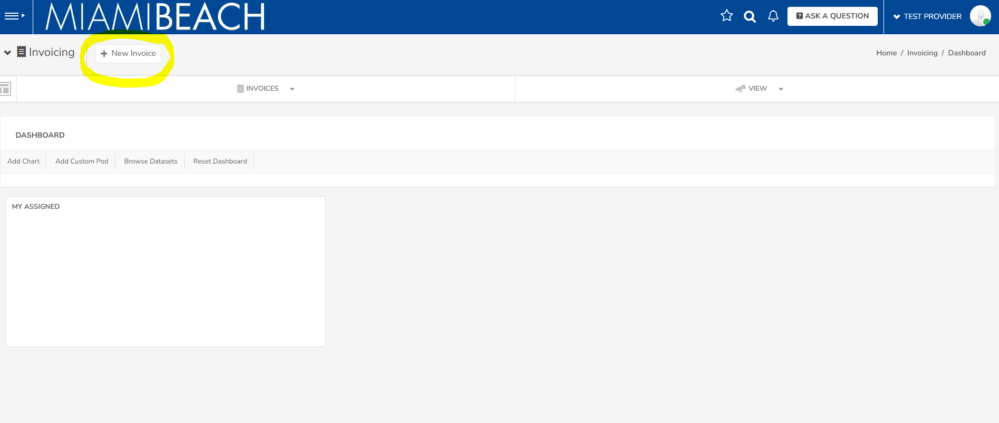 MIAMIBEACH
ASK A QUESTION
TEST PROVIDER
Invoicing
New Invoice
Home / Invoicing / Dashboard
INVOICES
VIEW
DASHBOARD
Add Chart
Add Custom Pod
Browse Datasets
Reset Dashboard
MY ASSIGNED